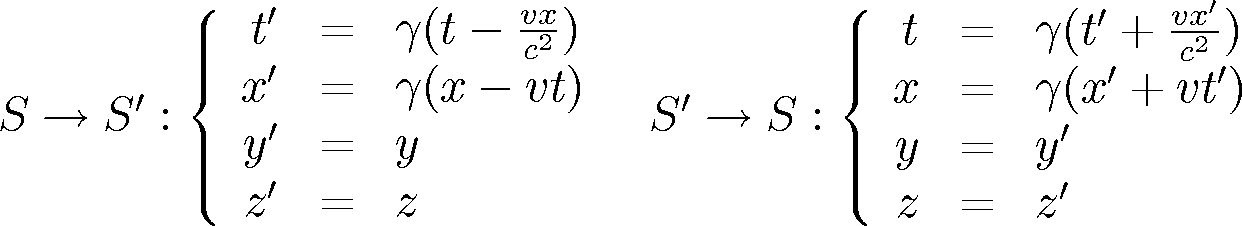 S → S′ : { t′ = γ(t − vx/c²)
x′ = γ(x − vt)
y′ = y
z′ = z
S′ → S : { t = γ(t′ + vx′/c²)
x = γ(x′ + vt′)
y = y′
z = z′